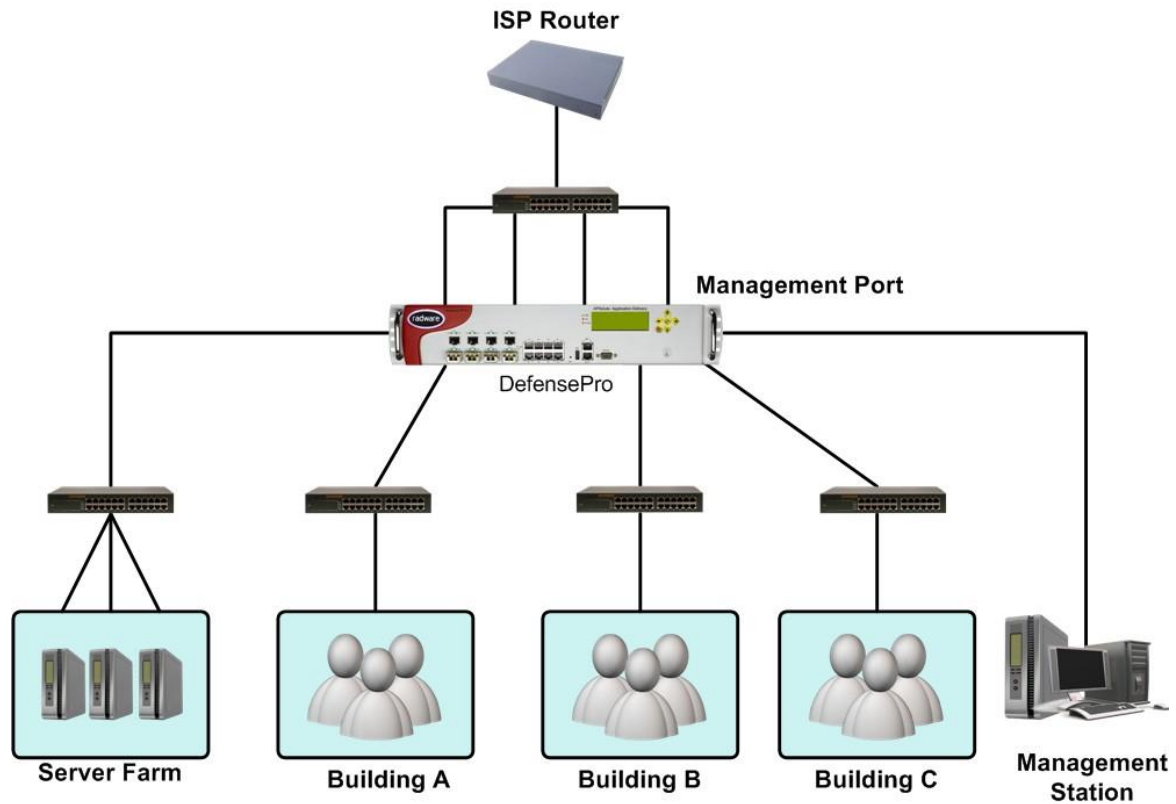 ISP Router
Management Port
radware
DefensePro
Server Farm
Building A
Building B
Building C
Management
Station